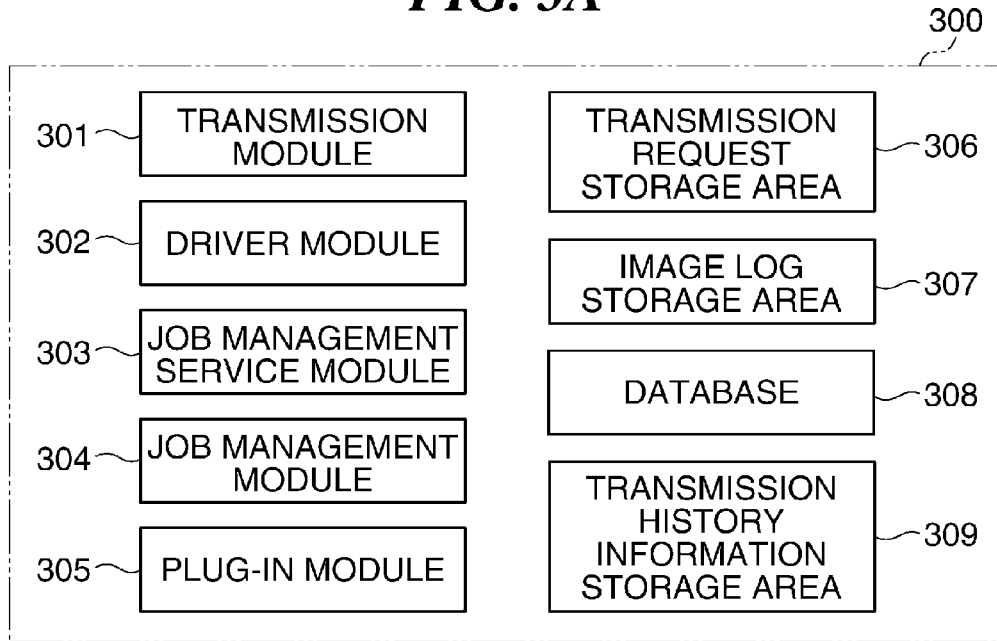 FIG. 3A
300
301
TRANSMISSION
MODULE
302
DRIVER MODULE
303
JOB MANAGEMENT
SERVICE MODULE
304
JOB MANAGEMENT
MODULE
305
PLUG-IN MODULE
TRANSMISSION
REQUEST
STORAGE AREA
306
IMAGE LOG
STORAGE AREA
307
DATABASE
308
TRANSMISSION
HISTORY
INFORMATION
STORAGE AREA
309